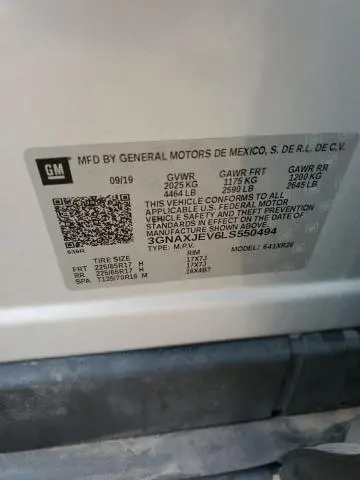 GM
MFD BY GENERAL MOTORS DE MEXICO, S. DE R.L. DE C.V.
09/19 GVWR GAWR FRT GAWR RR
2025 KG 1175 KG 1200 KG
4464 LB 2590 LB 2645 LB
THIS VEHICLE CONFORMS TO ALL
APPLICABLE U.S. FEDERAL MOTOR
VEHICLE SAFETY AND THEFT PREVENTION
STANDARDS IN EFFECT ON THE DATE OF
MANUFACTURE SHOWN ABOVE.
3GNAXJEV6LS550494
636R TYPE: M.P.V. MODEL: 641XR26
TIRE SIZE RIM
FRT 225/65R17 H 17X7J
RR 225/65R17 H 17X7J
SPA T135/70R16 M 16X4BT